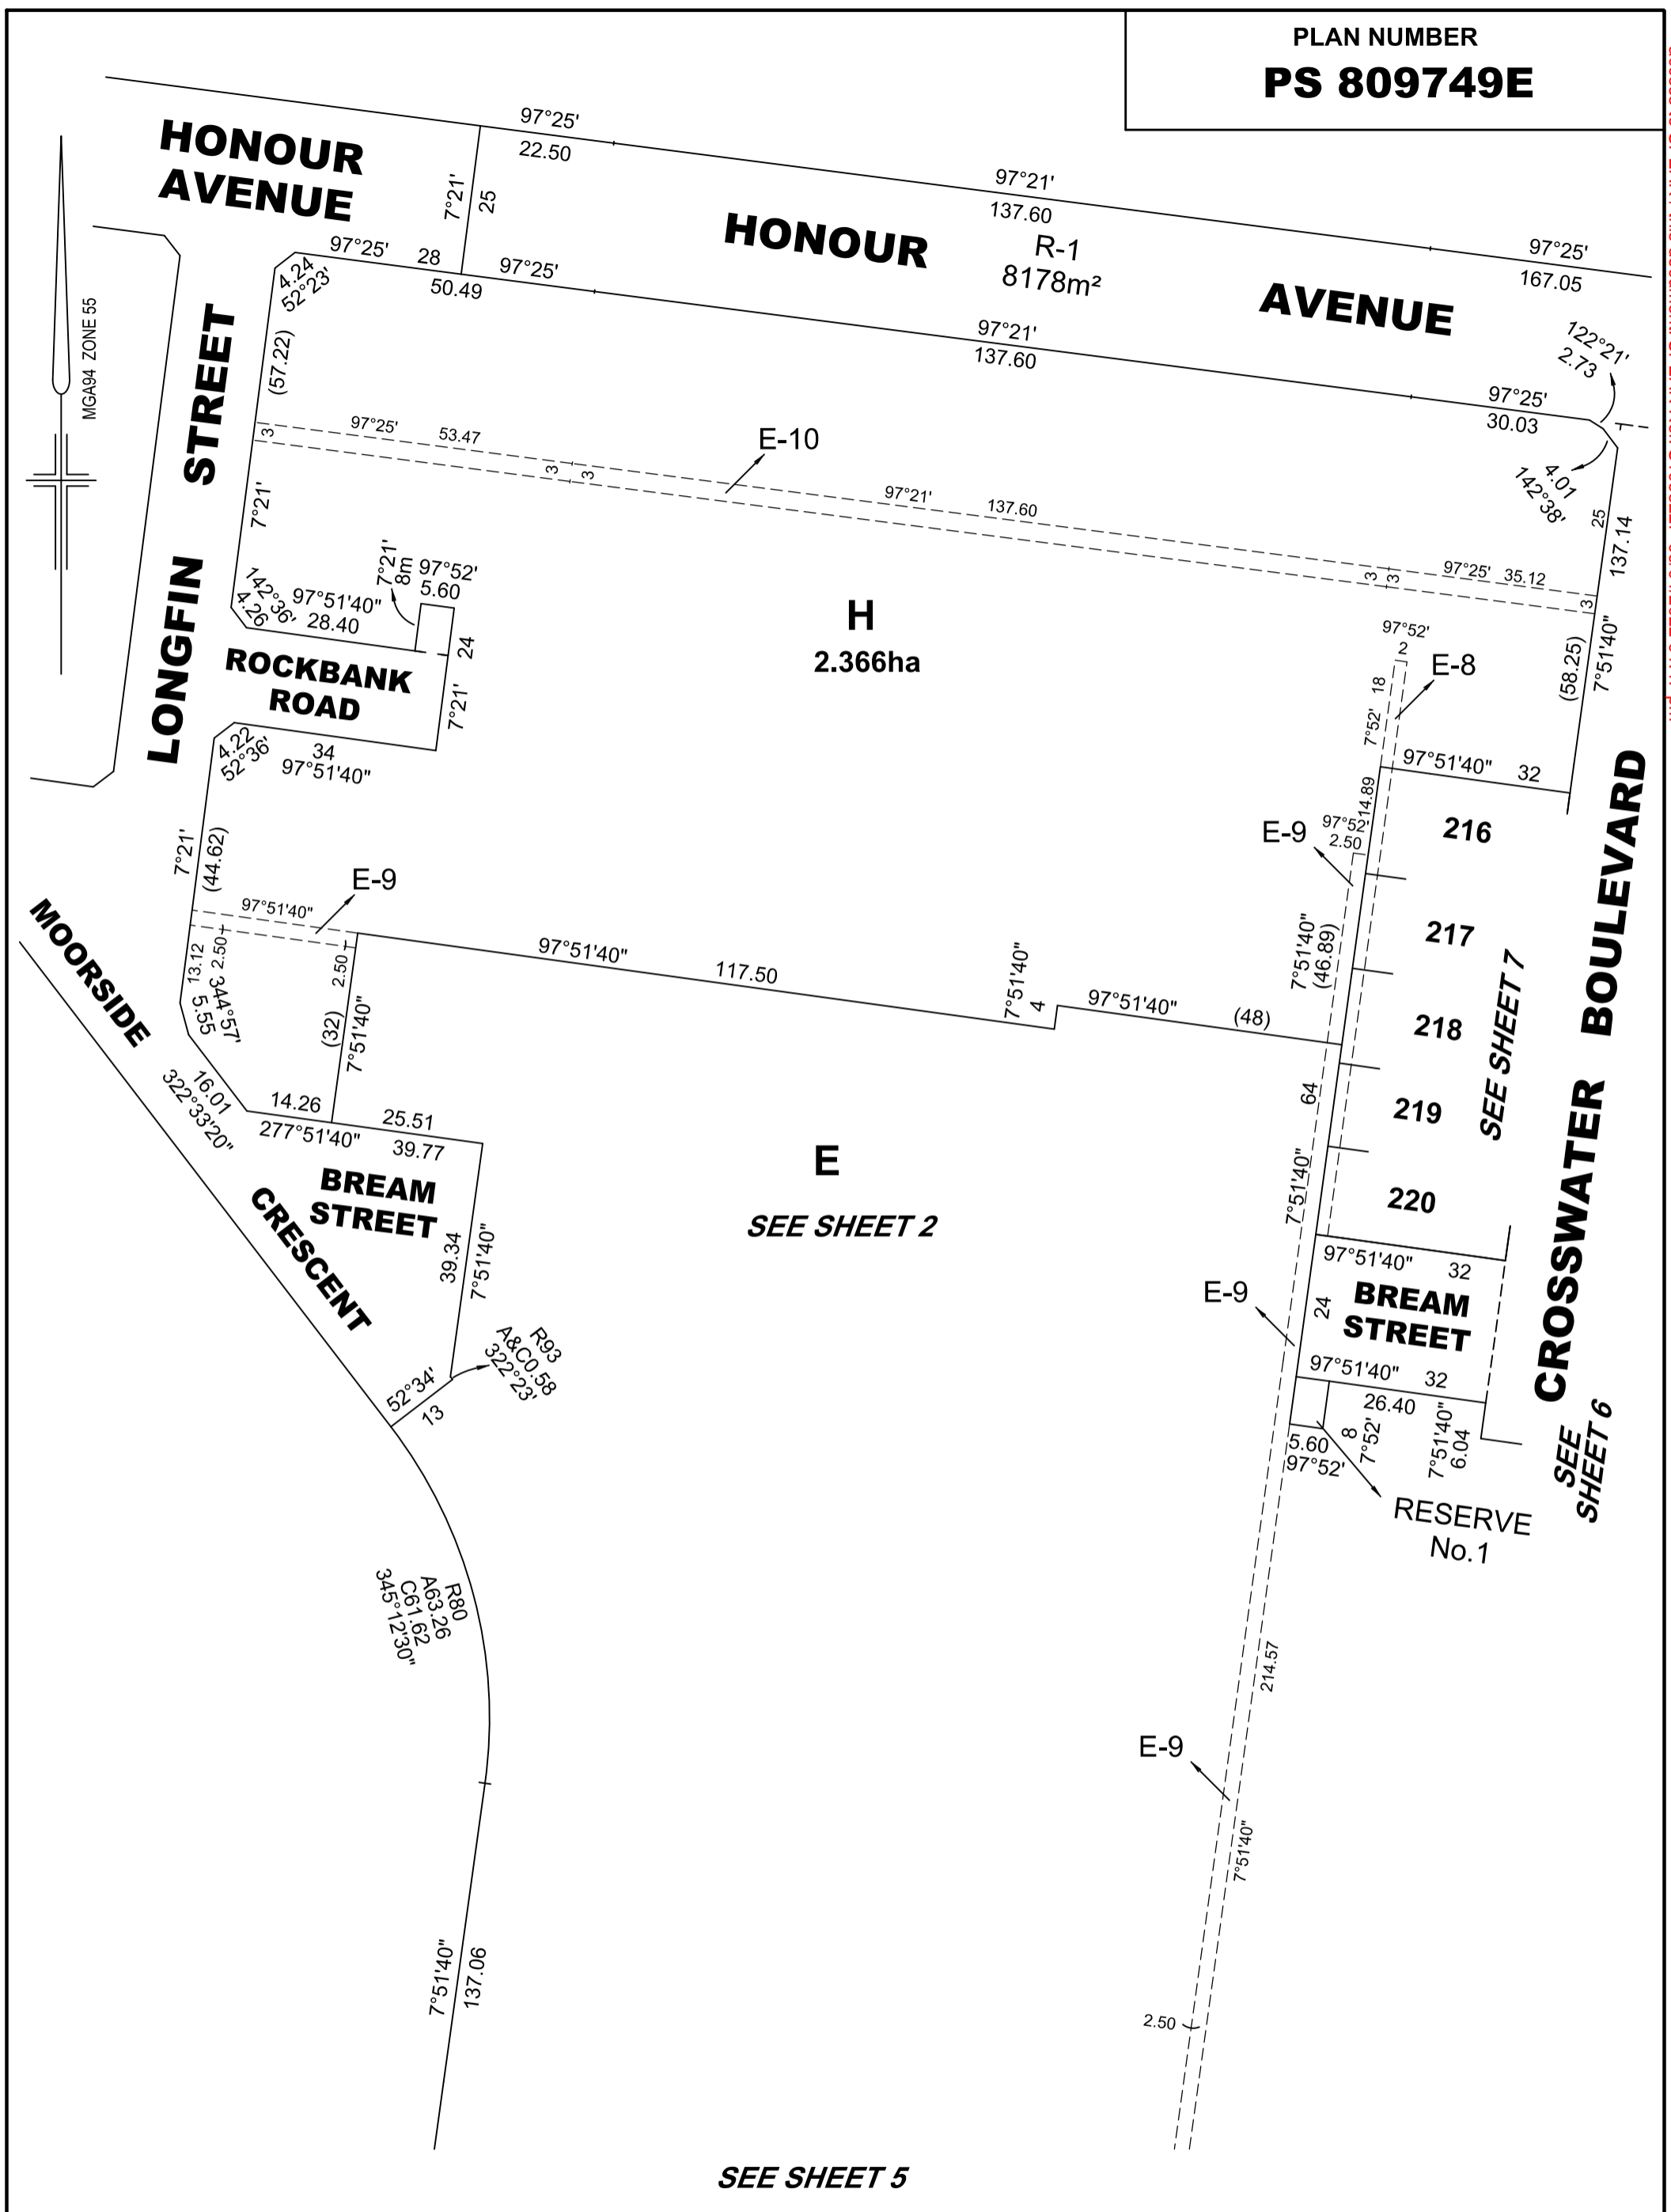 PLAN NUMBER
PS 809749E
HONOUR
AVENUE
97°25'
22.50
7°21'
25
97°21'
137.60
HONOUR
R-1
8178m²
AVENUE
97°25'
167.05
MGA94 ZONE 55
4.24
52°23'
97°25'
28
50.49
97°25'
97°21'
137.60
122°21'
2.73
97°25'
30.03
4.01
142°38'
25
137.14
LONGFIN STREET
(57.22)
3
97°25'
53.47
3
3
E-10
97°21'
137.60
3
3
97°25'
35.12
3
7°21'
142°36'
4.26
97°51'40"
28.40
7°21'
8m
97°52'
5.60
24
7°21'
ROCKBANK
ROAD
H
2.366ha
97°52'
2
E-8
18
7°52'
(58.25)
7°51'40"
4.22
52°36'
34
97°51'40"
97°51'40"
32
14.89
97°52'
2.50
E-9
216
217
218
219
220
SEE SHEET 7
CROSSWATER BOULEVARD
7°21'
(44.62)
E-9
97°51'40"
13.12
2.50
344°57'
5.55
2.50
(32)
7°51'40"
97°51'40"
117.50
7°51'40"
4
97°51'40"
(48)
7°51'40"
(46.89)
64
7°51'40"
MOORSIDE
CRESCENT
16.01
322°33'20"
14.26
25.51
277°51'40"
39.77
BREAM
STREET
39.34
7°51'40"
E
SEE SHEET 2
97°51'40"
32
E-9
24
BREAM
STREET
97°51'40"
32
26.40
5.60
97°52'
8
7°52'
7°51'40"
6.04
SEE
SHEET 6
RESERVE
No.1
R93
A&C0.58
322°23'
52°34'
13
R80
A63.26
C61.62
345°12'30"
214.57
E-9
7°51'40"
7°51'40"
137.06
2.50
SEE SHEET 5